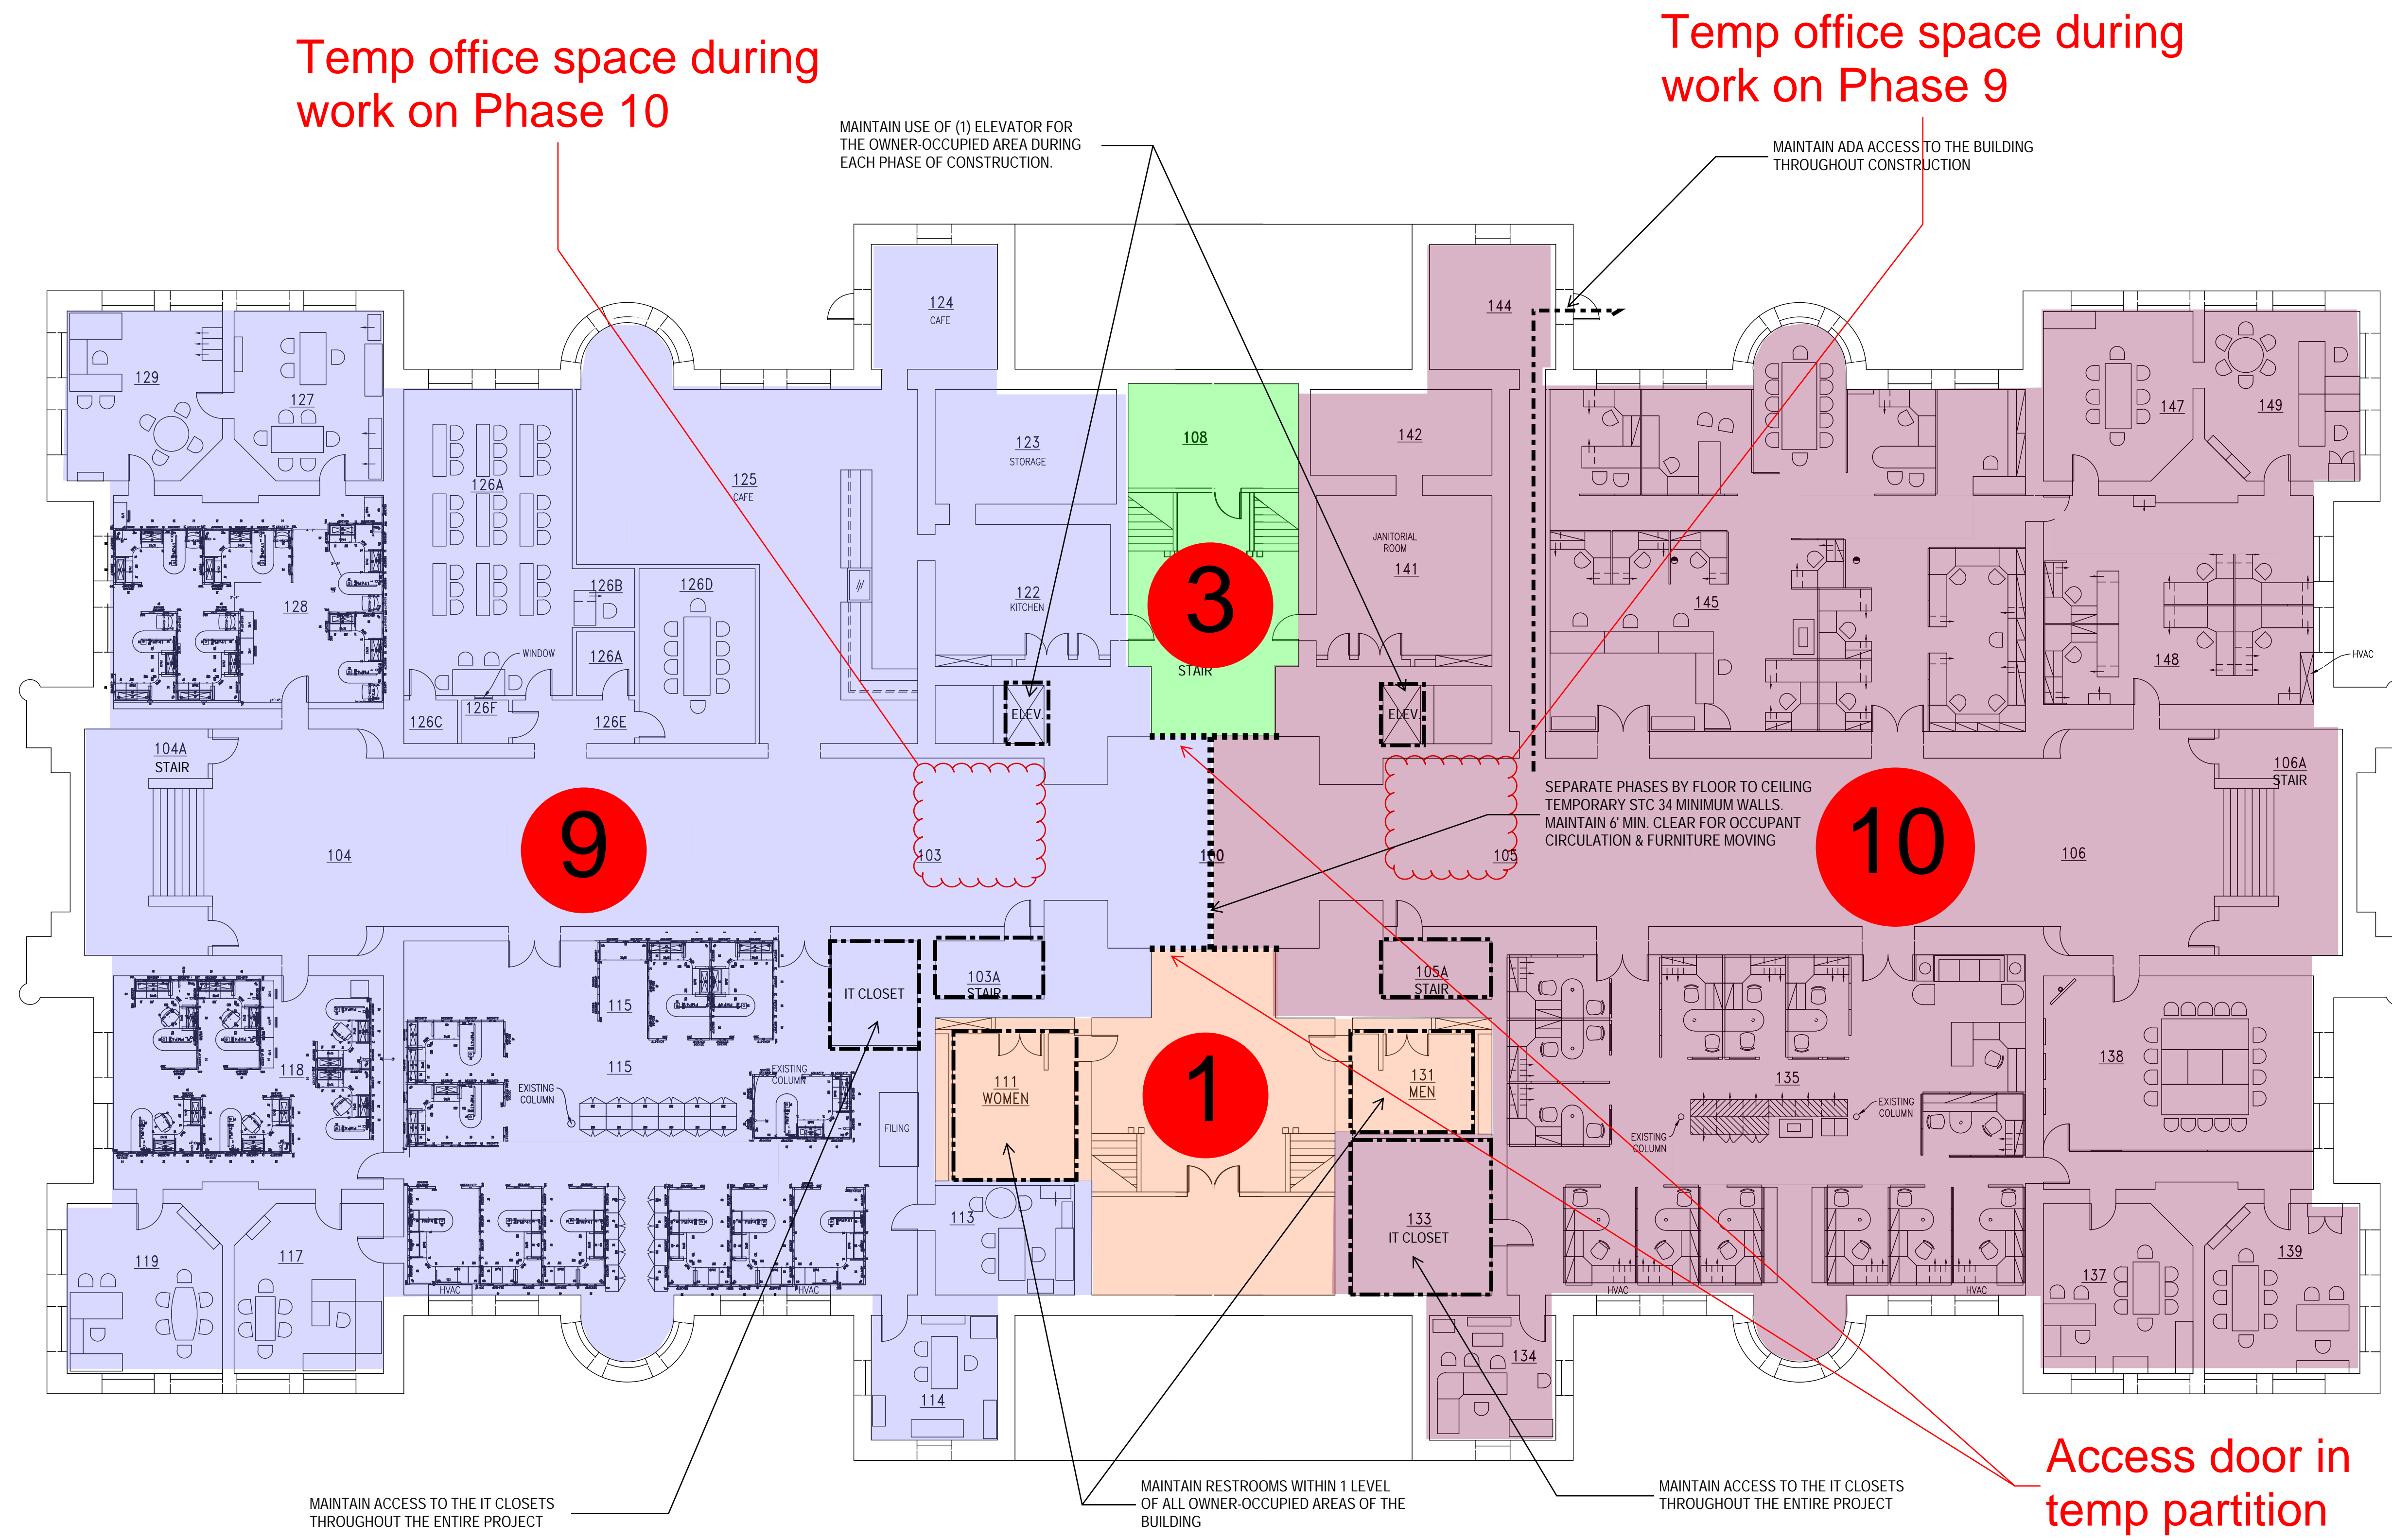 Temp office space during
work on Phase 10
Temp office space during
work on Phase 9
MAINTAIN USE OF (1) ELEVATOR FOR
THE OWNER-OCCUPIED AREA DURING
EACH PHASE OF CONSTRUCTION.
MAINTAIN ADA ACCESS TO THE BUILDING
THROUGHOUT CONSTRUCTION
124
CAFE
144
129
127
126A
125
CAFE
123
STORAGE
108
142
147
149
128
126B
126D
122
KITCHEN
3
STAIR
JANITORIAL
ROOM
141
145
148
HVAC
WINDOW
126A
126C
126F
126E
ELEV.
ELEV.
104A
STAIR
106A
STAIR
SEPARATE PHASES BY FLOOR TO CEILING
TEMPORARY STC 34 MINIMUM WALLS.
MAINTAIN 6' MIN. CLEAR FOR OCCUPANT
CIRCULATION & FURNITURE MOVING
104
9
103
100
105
10
106
115
IT CLOSET
103A
STAIR
105A
STAIR
118
115
EXISTING
COLUMN
EXISTING
COLUMN
FILING
111
WOMEN
1
131
MEN
135
138
EXISTING
COLUMN
EXISTING
COLUMN
119
117
113
133
IT CLOSET
137
139
HVAC
HVAC
HVAC
HVAC
114
134
MAINTAIN ACCESS TO THE IT CLOSETS
THROUGHOUT THE ENTIRE PROJECT
MAINTAIN RESTROOMS WITHIN 1 LEVEL
OF ALL OWNER-OCCUPIED AREAS OF THE
BUILDING
MAINTAIN ACCESS TO THE IT CLOSETS
THROUGHOUT THE ENTIRE PROJECT
Access door in
temp partition